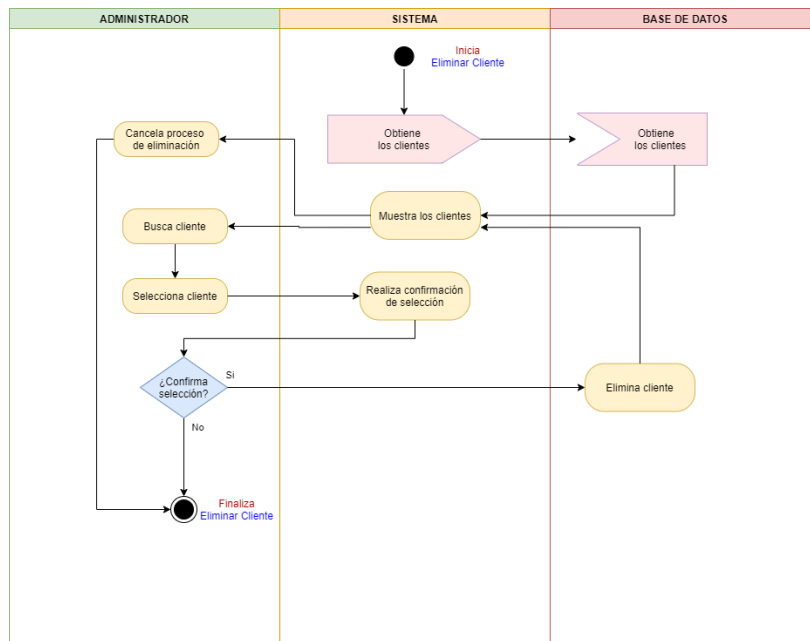 ADMINISTRADOR
SISTEMA
BASE DE DATOS
Inicia
Eliminar Cliente
Obtiene
los clientes
Obtiene
los clientes
Cancela proceso
de eliminación
Muestra los clientes
Busca cliente
Selecciona cliente
Realiza confirmación
de selección
¿Confirma
selección?
Si
Elimina cliente
No
Finaliza
Eliminar Cliente